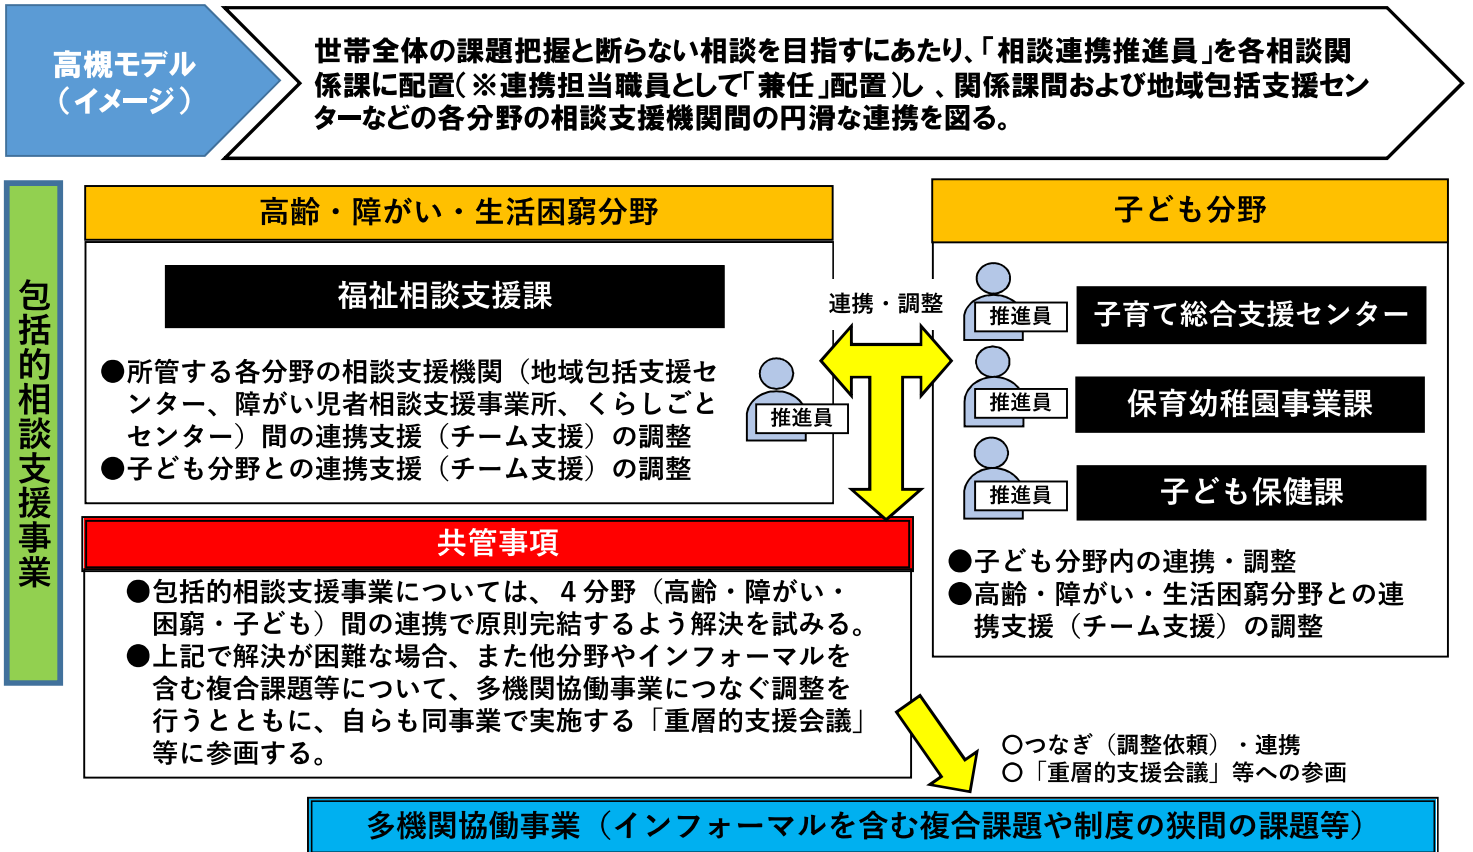 高槻モデル
（イメージ）
世帯全体の課題把握と断らない相談を目指すにあたり、「相談連携推進員」を各相談関
係課に配置（※連携担当職員として「兼任」配置）し 、関係課間および地域包括支援セン
ターなどの各分野の相談支援機関間の円滑な連携を図る。
包括的相談支援事業
高齢・障がい・生活困窮分野
福祉相談支援課
●所管する各分野の相談支援機関（地域包括支援セ
ンター、障がい児者相談支援事業所、くらしごと
センター）間の連携支援（チーム支援）の調整
●子ども分野との連携支援（チーム支援）の調整
推進員
連携・調整
子ども分野
推進員
子育て総合支援センター
推進員
保育幼稚園事業課
推進員
子ども保健課
●子ども分野内の連携・調整
●高齢・障がい・生活困窮分野との連
携支援（チーム支援）の調整
共管事項
●包括的相談支援事業については、４分野（高齢・障がい・
困窮・子ども）間の連携で原則完結するよう解決を試みる。
●上記で解決が困難な場合、また他分野やインフォーマルを
含む複合課題等について、多機関協働事業につなぐ調整を
行うとともに、自らも同事業で実施する「重層的支援会議」
等に参画する。
〇つなぎ（調整依頼）・連携
〇「重層的支援会議」等への参画
多機関協働事業（インフォーマルを含む複合課題や制度の狭間の課題等）